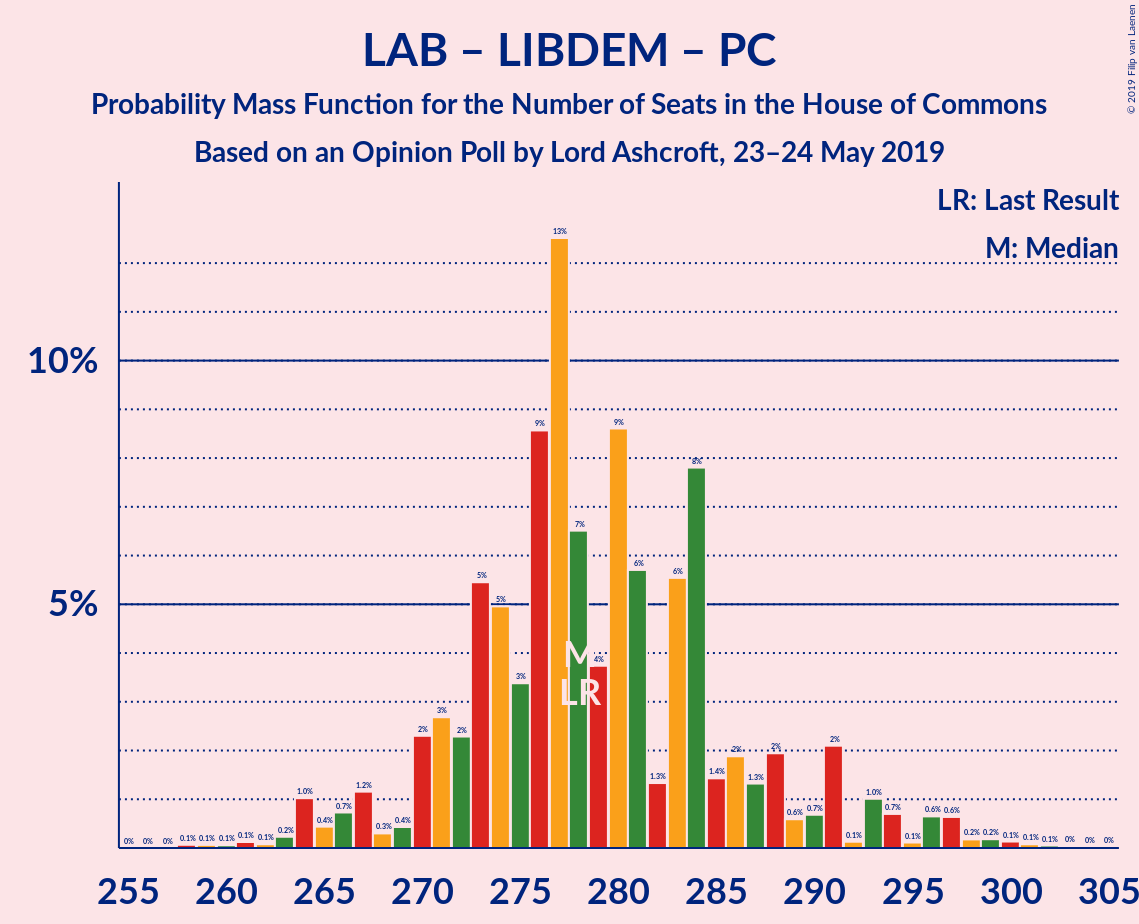 LAB – LIBDEM – PC
Probability Mass Function for the Number of Seats in the House of Commons
Based on an Opinion Poll by Lord Ashcroft, 23–24 May 2019
© 2019 Filip van Laenen
LR: Last Result
M: Median
10%
5%
0% 0% 0% 0.1% 0.1% 0.1% 0.1% 0.1% 0.2% 1.0% 0.4% 0.7% 1.2% 0.3% 0.4% 2% 3% 2% 5% 5% 3% 9% 13% 7% 4% 9% 6% 1.3% 6% 8% 1.4% 2% 1.3% 2% 0.6% 0.7% 2% 0.1% 1.0% 0.7% 0.1% 0.6% 0.6% 0.2% 0.2% 0.1% 0.1% 0.1% 0% 0% 0%
M
LR
255 260 265 270 275 280 285 290 295 300 305